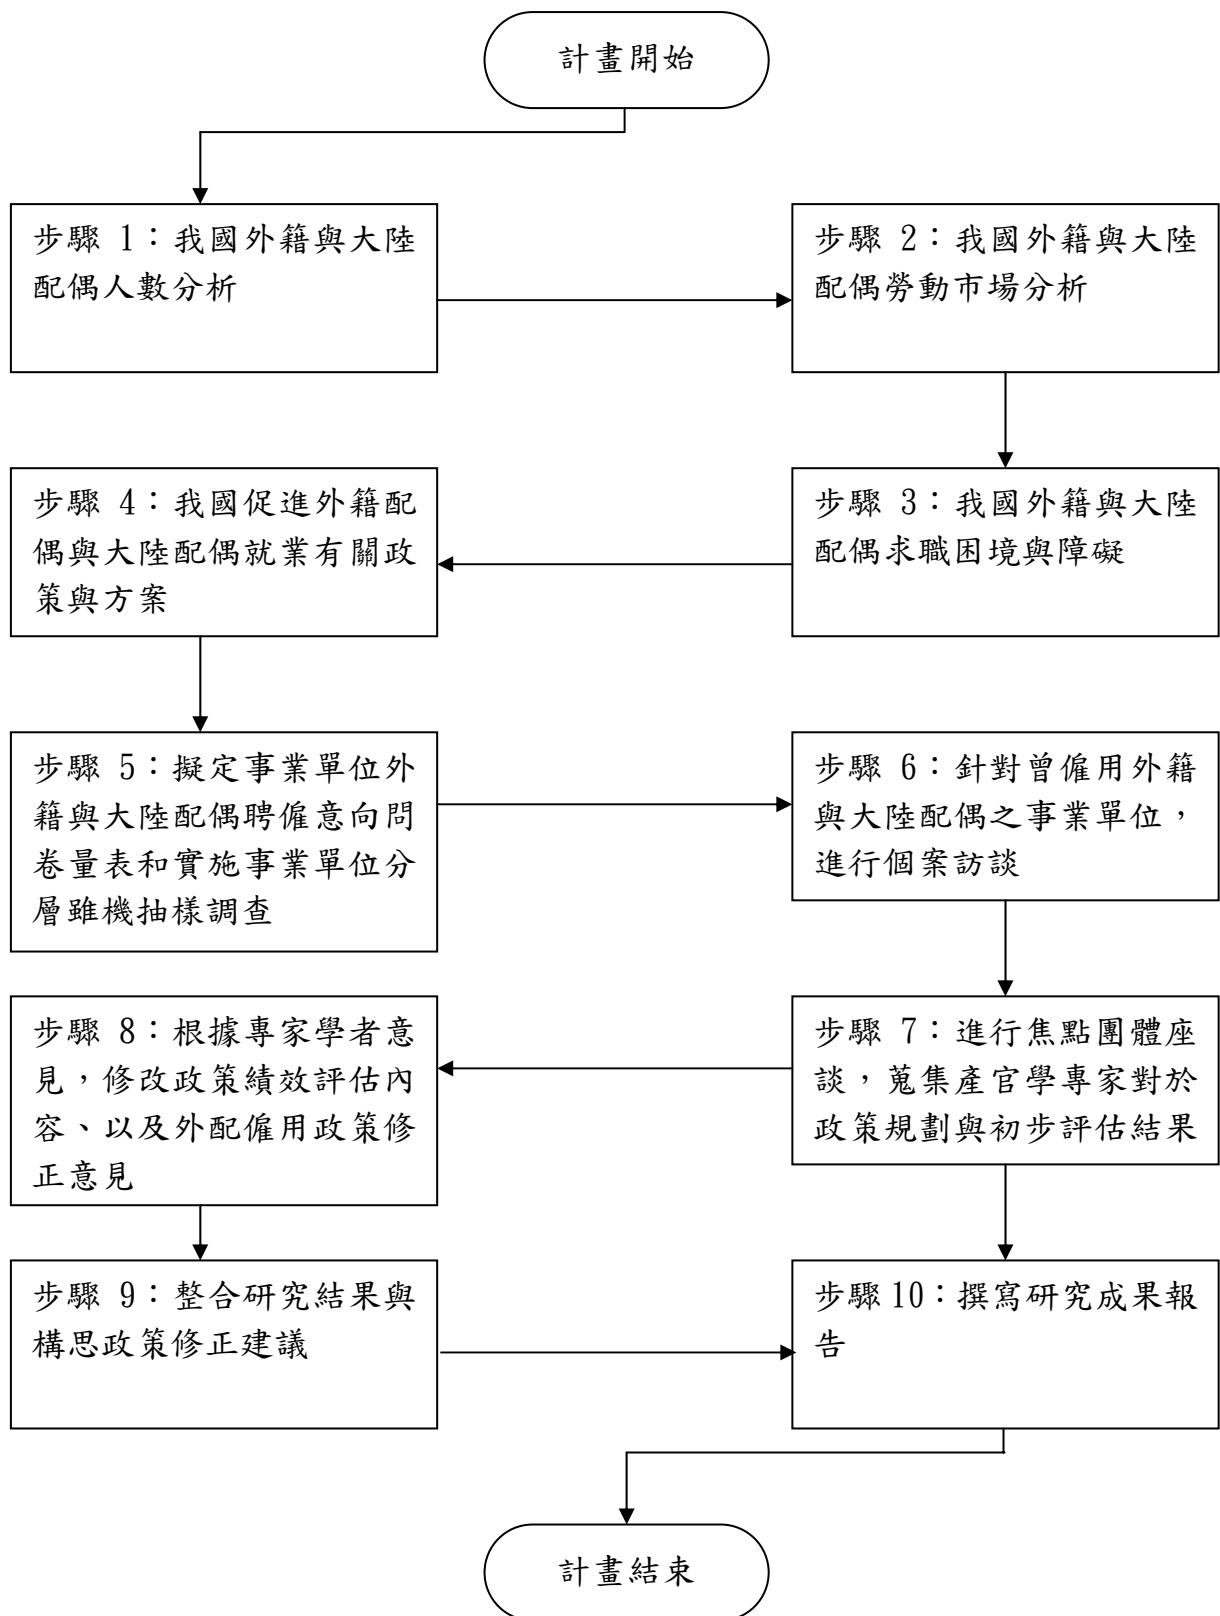 計畫開始
步驟 1：我國外籍與大陸
配偶人數分析
步驟 2：我國外籍與大陸
配偶勞動市場分析
步驟 3：我國外籍與大陸
配偶求職困境與障礙
步驟 4：我國促進外籍配
偶與大陸配偶就業有關政
策與方案
步驟 5：擬定事業單位外
籍與大陸配偶聘僱意向問
卷量表和實施事業單位分
層雖機抽樣調查
步驟 6：針對曾僱用外籍
與大陸配偶之事業單位，
進行個案訪談
步驟 7：進行焦點團體座
談，蒐集產官學專家對於
政策規劃與初步評估結果
步驟 8：根據專家學者意
見，修改政策績效評估內
容、以及外配僱用政策修
正意見
步驟 9：整合研究結果與
構思政策修正建議
步驟 10：撰寫研究成果報
告
計畫結束